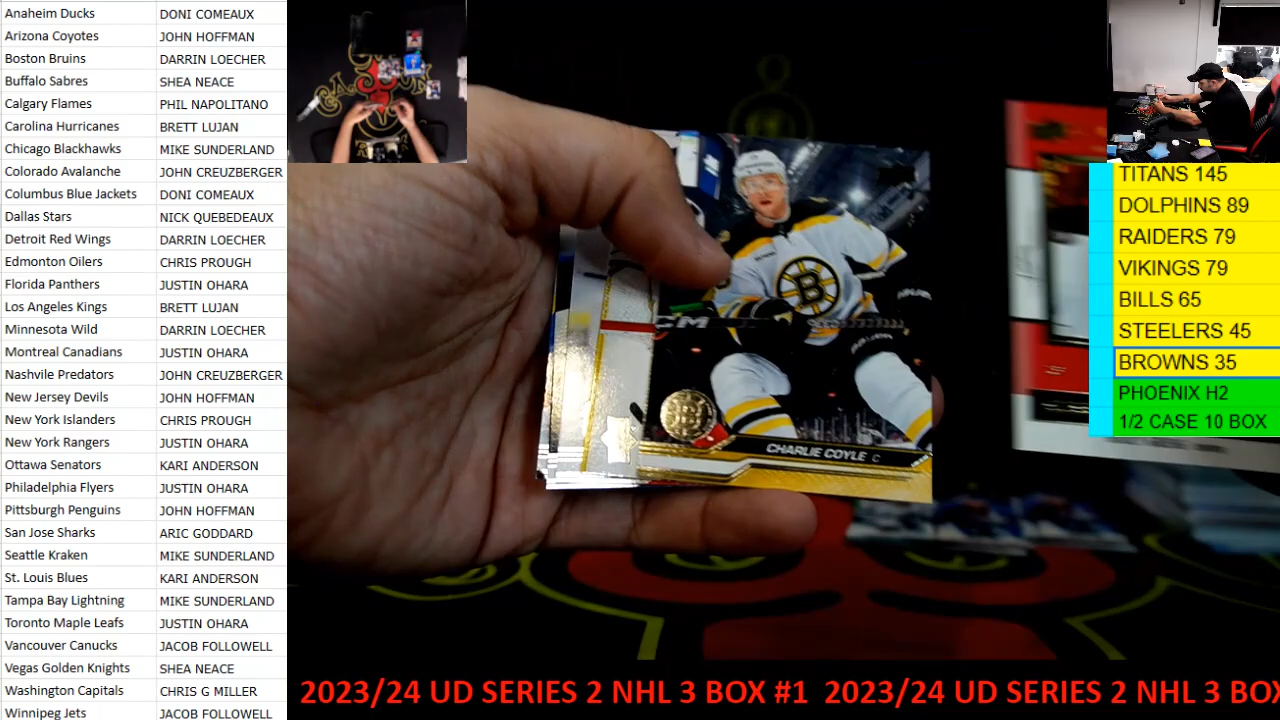 Anaheim Ducks DONI COMEAUX
Arizona Coyotes JOHN HOFFMAN
Boston Bruins DARRIN LOECHER
Buffalo Sabres SHEA NEACE
Calgary Flames PHIL NAPOLITANO
Carolina Hurricanes BRETT LUJAN
Chicago Blackhawks MIKE SUNDERLAND
Colorado Avalanche JOHN CREUZBERGER
Columbus Blue Jackets DONI COMEAUX
Dallas Stars NICK QUEBEDEAUX
Detroit Red Wings DARRIN LOECHER
Edmonton Oilers CHRIS PROUGH
Florida Panthers JUSTIN OHARA
Los Angeles Kings BRETT LUJAN
Minnesota Wild DARRIN LOECHER
Montreal Canadians JUSTIN OHARA
Nashvile Predators JOHN CREUZBERGER
New Jersey Devils JOHN HOFFMAN
New York Islanders CHRIS PROUGH
New York Rangers JUSTIN OHARA
Ottawa Senators KARI ANDERSON
Philadelphia Flyers JUSTIN OHARA
Pittsburgh Penguins JOHN HOFFMAN
San Jose Sharks ARIC GODDARD
Seattle Kraken MIKE SUNDERLAND
St. Louis Blues KARI ANDERSON
Tampa Bay Lightning MIKE SUNDERLAND
Toronto Maple Leafs JUSTIN OHARA
Vancouver Canucks JACOB FOLLOWELL
Vegas Golden Knights SHEA NEACE
Washington Capitals CHRIS G MILLER
Winnipeg Jets JACOB FOLLOWELL
B
CHARLIE COYLE C
TITANS 145
DOLPHINS 89
RAIDERS 79
VIKINGS 79
BILLS 65
STEELERS 45
BROWNS 35
PHOENIX H2
1/2 CASE 10 BOX
2023/24 UD SERIES 2 NHL 3 BOX #1 2023/24 UD SERIES 2 NHL 3 BOX